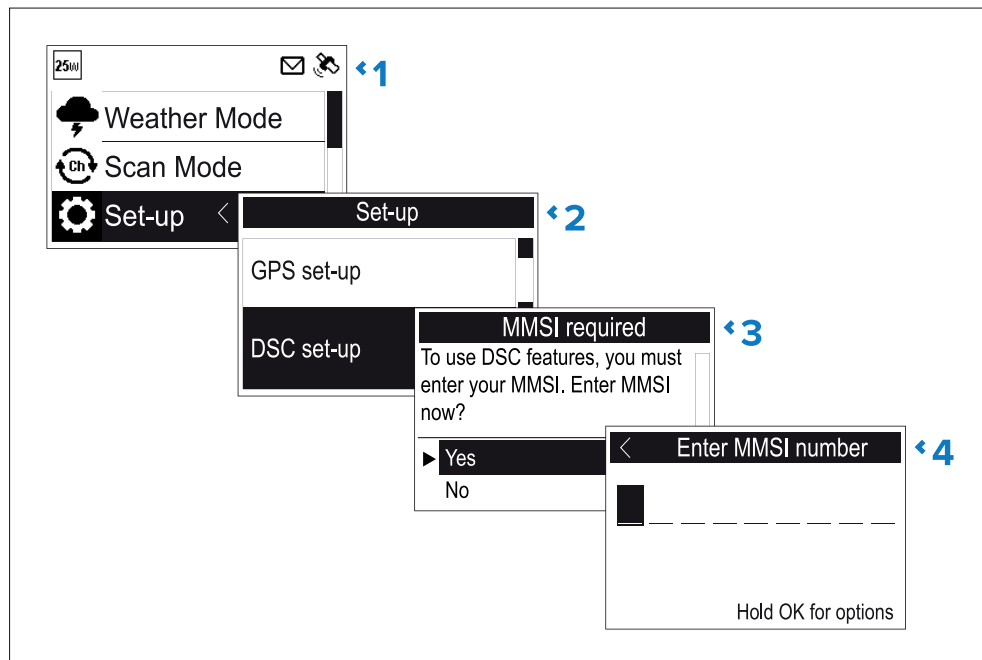 25W
1
Weather Mode
Ch
Scan Mode
Set-up <
Set-up
2
GPS set-up
DSC set-up
MMSI required
3
To use DSC features, you must
enter your MMSI. Enter MMSI
now?
Yes
No
< Enter MMSI number
4
Hold OK for options